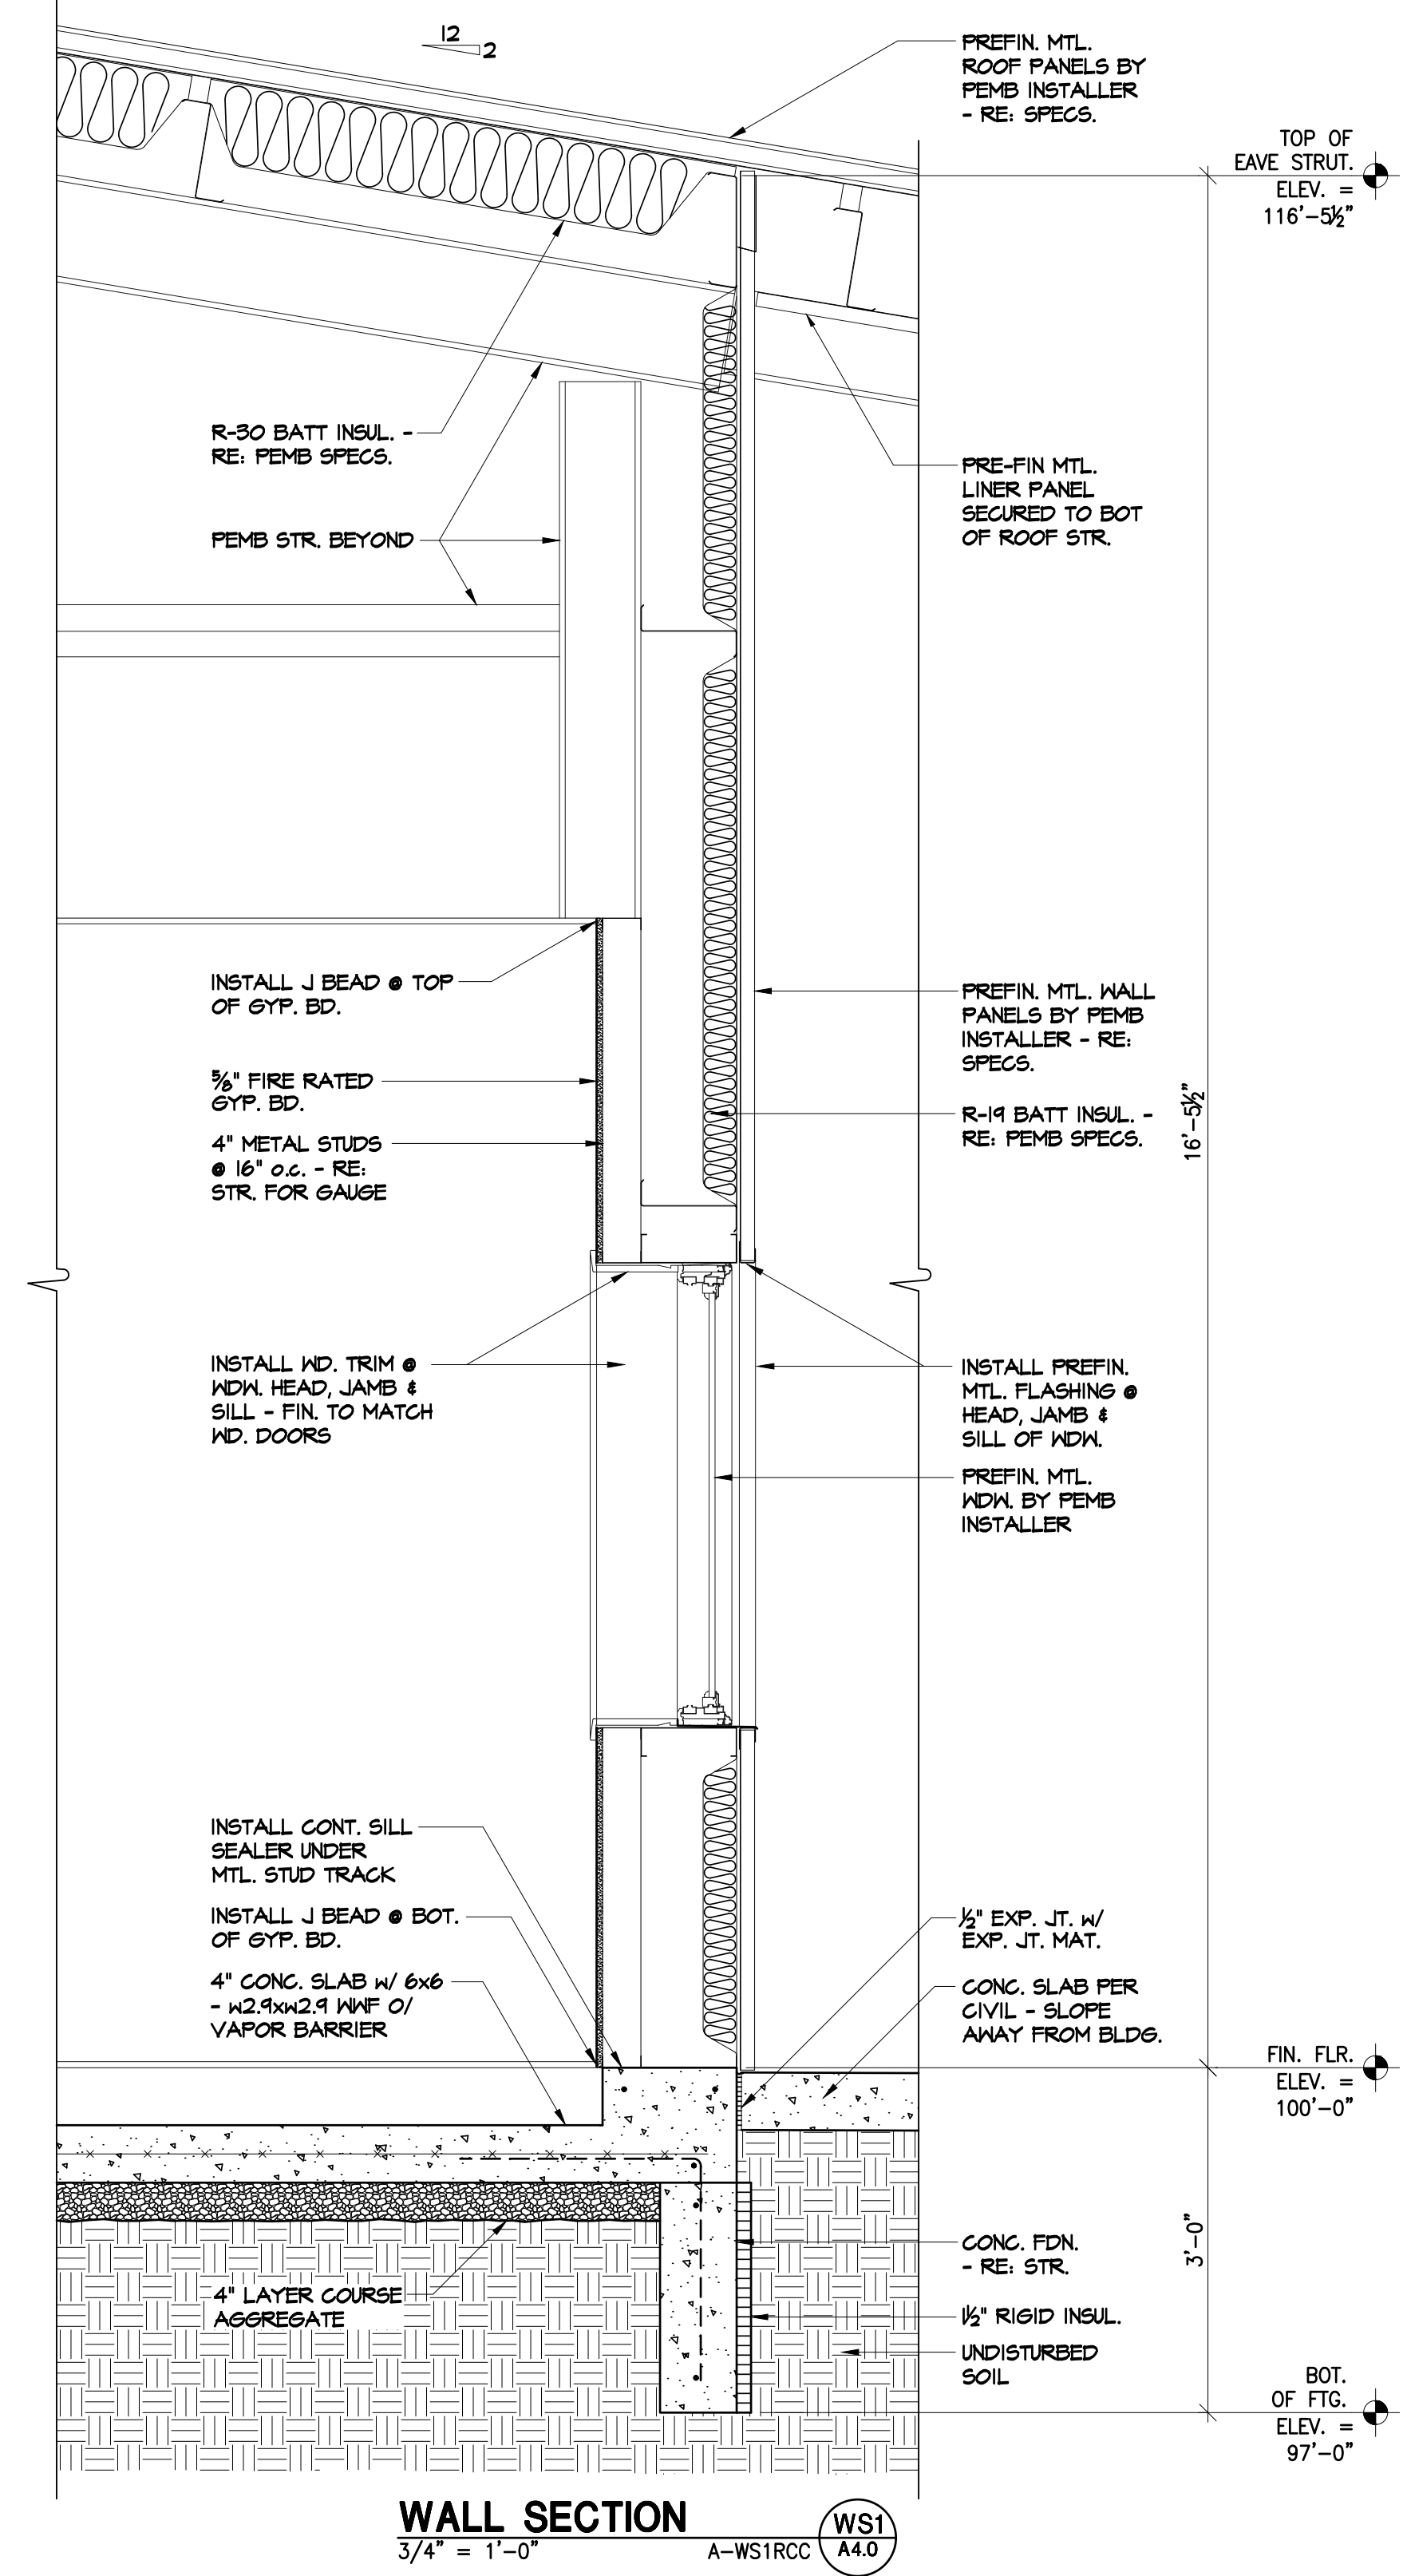 12
2
PREFIN. MTL.
ROOF PANELS BY
PEMB INSTALLER
- RE: SPECS.
TOP OF
EAVE STRUT.
ELEV. =
116'-5½"
R-30 BATT INSUL. -
RE: PEMB SPECS.
PRE-FIN MTL.
LINER PANEL
SECURED TO BOT
OF ROOF STR.
PEMB STR. BEYOND
INSTALL J BEAD @ TOP
OF GYP. BD.
PREFIN. MTL. WALL
PANELS BY PEMB
INSTALLER - RE:
SPECS.
⅝" FIRE RATED
GYP. BD.
R-19 BATT INSUL. -
RE: PEMB SPECS.
16'-5½"
4" METAL STUDS
@ 16" o.c. - RE:
STR. FOR GAUGE
INSTALL WD. TRIM @
WDW. HEAD, JAMB &
SILL - FIN. TO MATCH
WD. DOORS
INSTALL PREFIN.
MTL. FLASHING @
HEAD, JAMB &
SILL OF WDW.
PREFIN. MTL.
WDW. BY PEMB
INSTALLER
INSTALL CONT. SILL
SEALER UNDER
MTL. STUD TRACK
INSTALL J BEAD @ BOT.
OF GYP. BD.
½" EXP. JT. w/
EXP. JT. MAT.
4" CONC. SLAB w/ 6x6
- w2.9xw2.9 WWF O/
VAPOR BARRIER
CONC. SLAB PER
CIVIL - SLOPE
AWAY FROM BLDG.
FIN. FLR.
ELEV. =
100'-0"
3'-0"
CONC. FDN.
- RE: STR.
4" LAYER COURSE
AGGREGATE
1½" RIGID INSUL.
UNDISTURBED
SOIL
BOT.
OF FTG.
ELEV. =
97'-0"
WALL SECTION
3/4" = 1'-0"
A-WS1RCC
WS1
A4.0